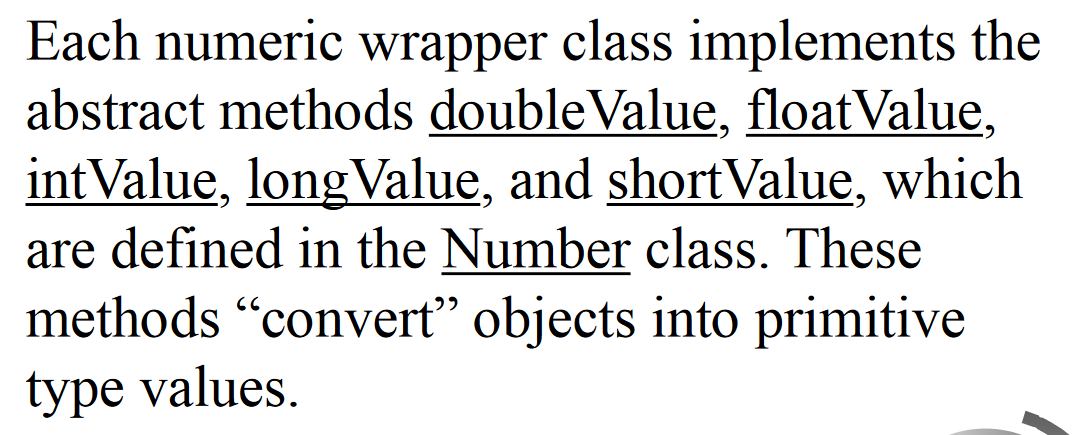 Each numeric wrapper class implements the
abstract methods doubleValue, floatValue,
intValue, longValue, and shortValue, which
are defined in the Number class. These
methods “convert” objects into primitive
type values.